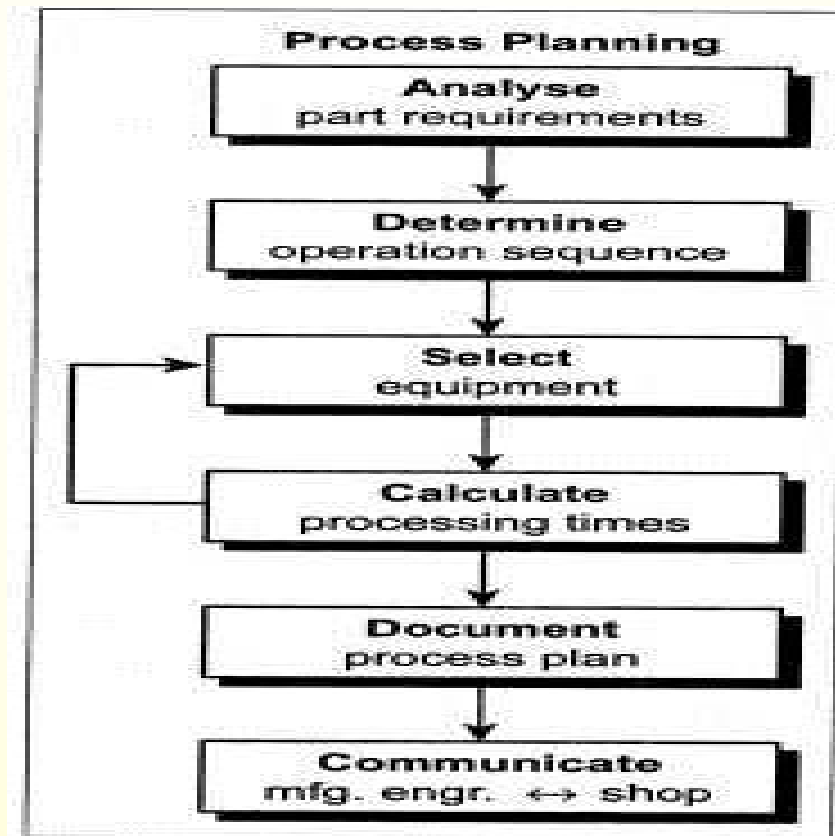 Process Planning
Analyse
part requirements
Determine
operation sequence
Select
equipment
Calculate
processing times
Document
process plan
Communicate
mfg. engr. ↔ shop